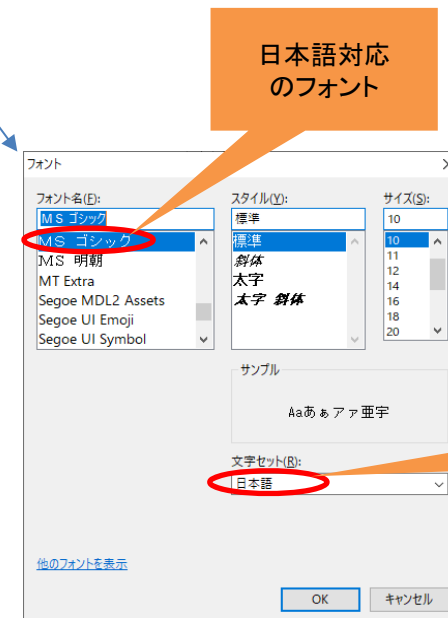 日本語対応
のフォント
フォント
フォント名(F):
MS ゴシック
MS ゴシック
MS 明朝
MT Extra
Segoe MDL2 Assets
Segoe UI Emoji
Segoe UI Symbol
スタイル(Y):
標準
標準
斜体
太字
太字 斜体
サイズ(S):
10
10
11
12
14
16
18
20
サンプル
Aaあぁアァ亜宇
文字セット(R):
日本語
他のフォントを表示
OK
キャンセル